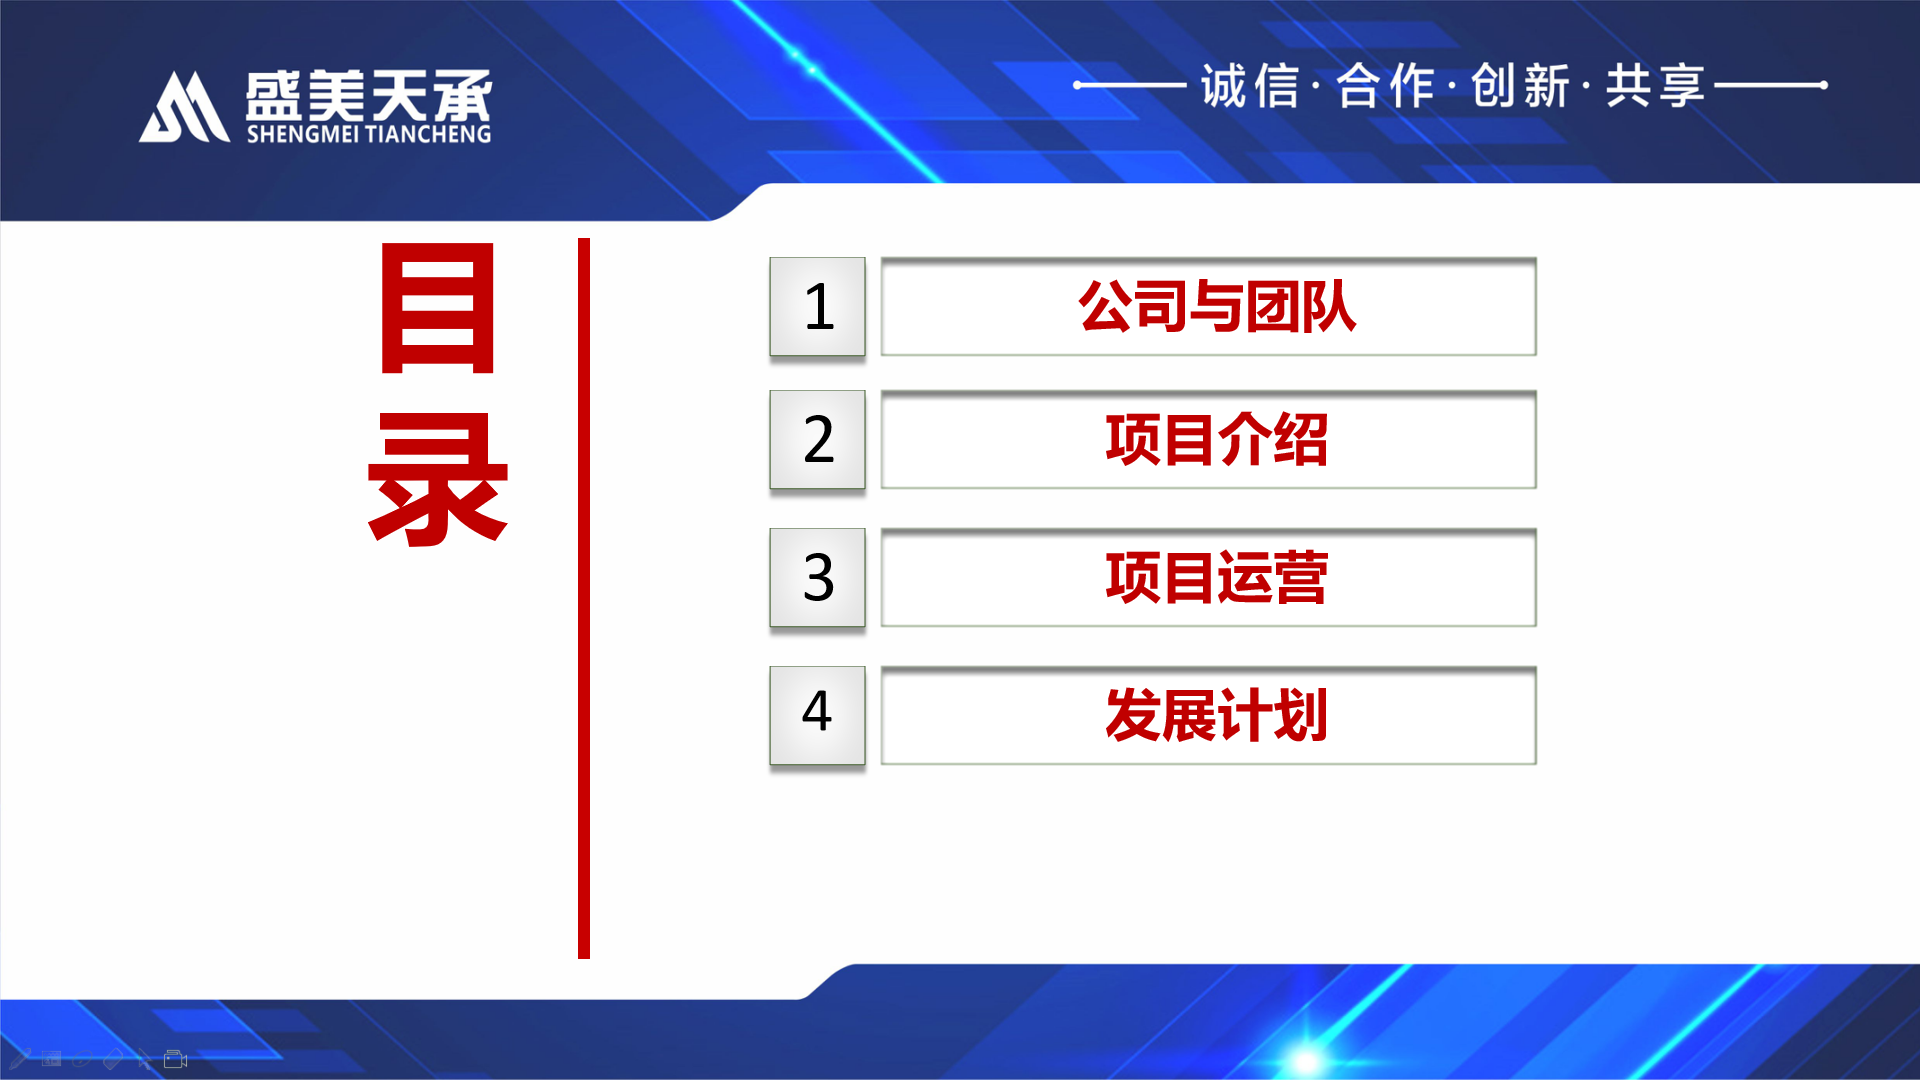 盛美天承
SHENGMEI TIANCHENG
诚信·合作·创新·共享
目录
1 公司与团队
2 项目介绍
3 项目运营
4 发展计划